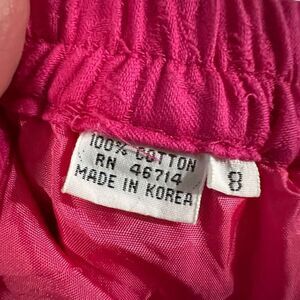 100% COTTON
RN 46714
MADE IN KOREA
8